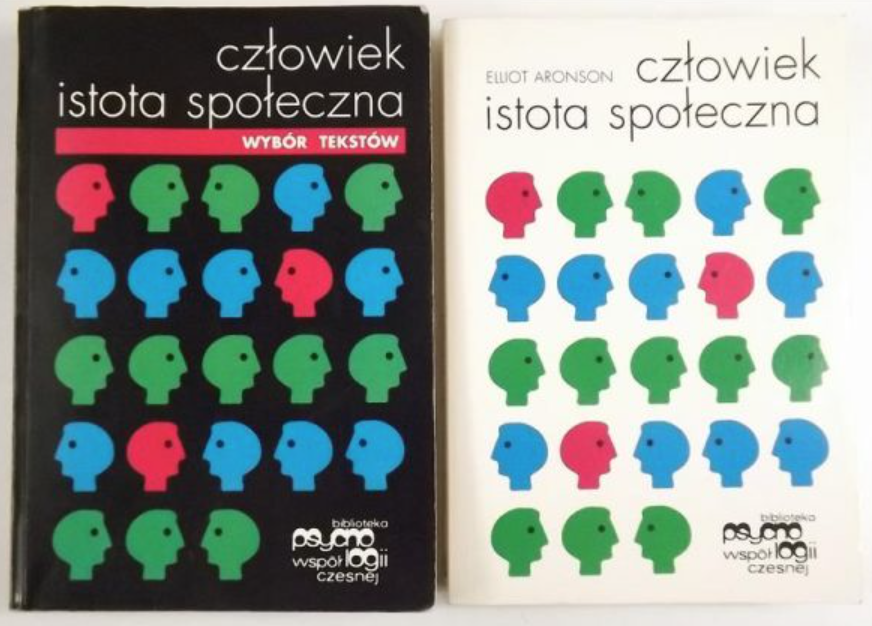 człowiek
istota społeczna
WYBÓR TEKSTÓW
biblioteka
psycho
współ logii
czesnej
ELLIOT ARONSON człowiek
istota społeczna
biblioteka
psycho
współ logii
czesnej